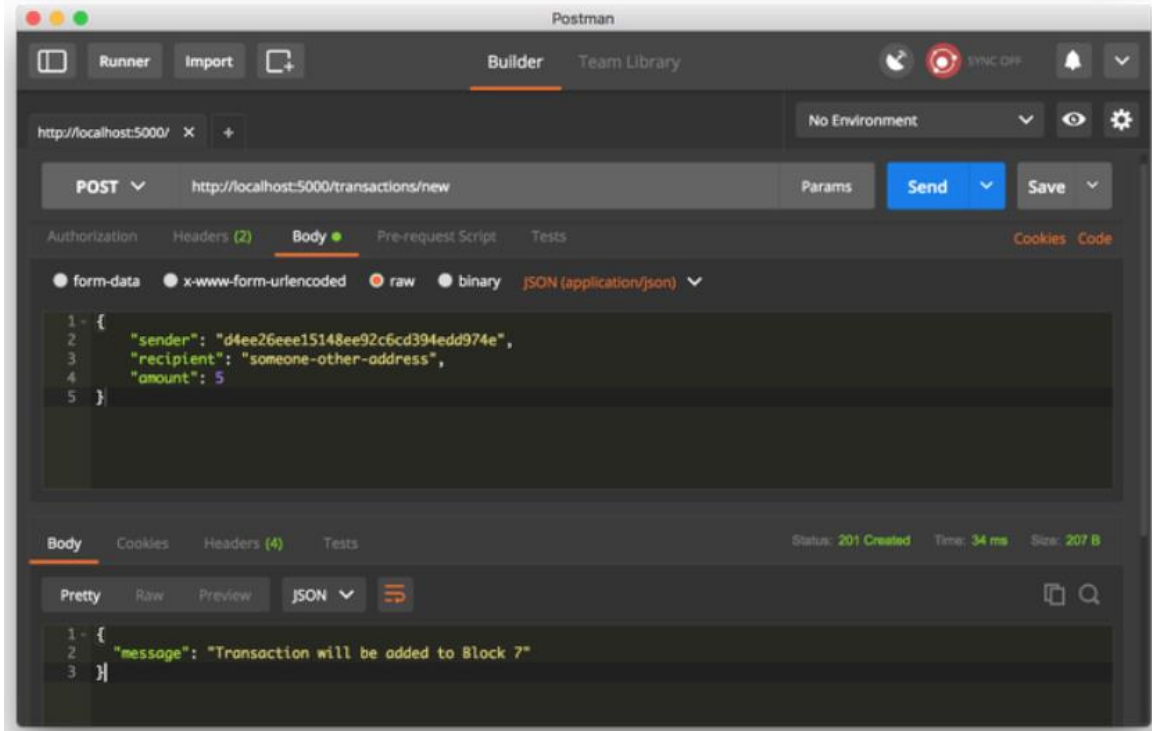 Postman
Runner Import Builder Team Library SYNC OFF
http://localhost:5000/ No Environment
POST http://localhost:5000/transactions/new Params Send Save
Authorization Headers (2) Body Pre-request Script Tests Cookies Code
form-data x-www-form-urlencoded raw binary JSON (application/json)
1 {
2 "sender": "d4ee26eee15148ee92c6cd394edd974e",
3 "recipient": "someone-other-address",
4 "amount": 5
5 }
Body Cookies Headers (4) Tests Status: 201 Created Time: 34 ms Size: 207 B
Pretty Raw Preview JSON
1 {
2 "message": "Transaction will be added to Block 7"
3 }